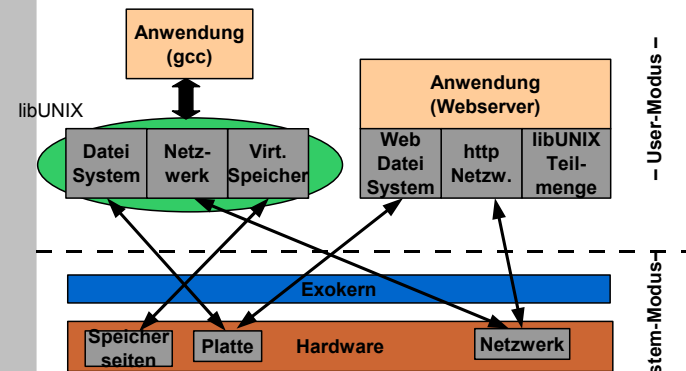 Anwendung
(gcc)
Anwendung
(Webserver)
libUNIX
Datei
System
Netz-
werk
Virt.
Speicher
Web
Datei
System
http
Netzw.
libUNIX
Teil-
menge
– User-Modus –
Exokern
Speicher
seiten
Platte
Hardware
Netzwerk
stem-Modus–